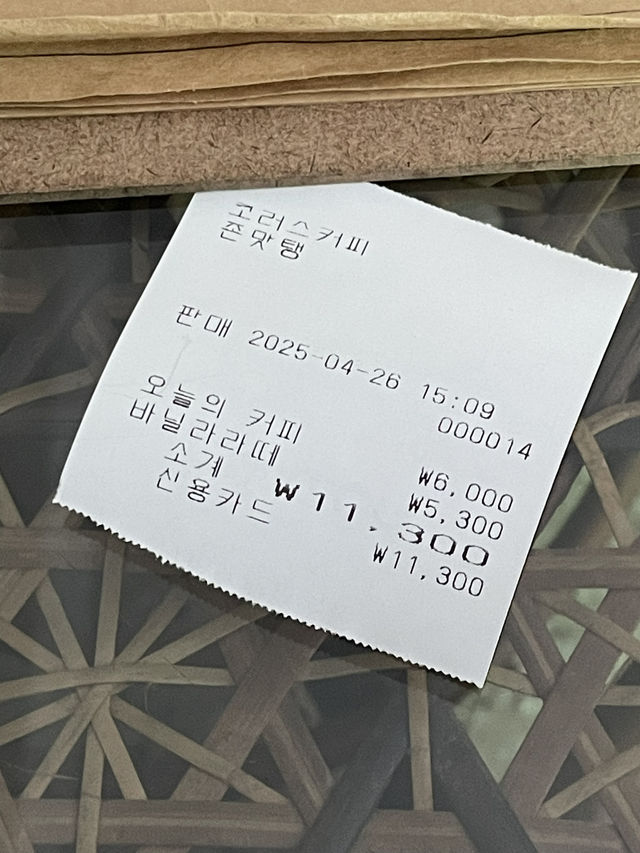 코러스커피
존맛탱
판매 2025-04-26 15:09
000014
오늘의 커피 ₩6,000
바닐라라떼 ₩5,300
소계 ₩11,300
신용카드 ₩11,300